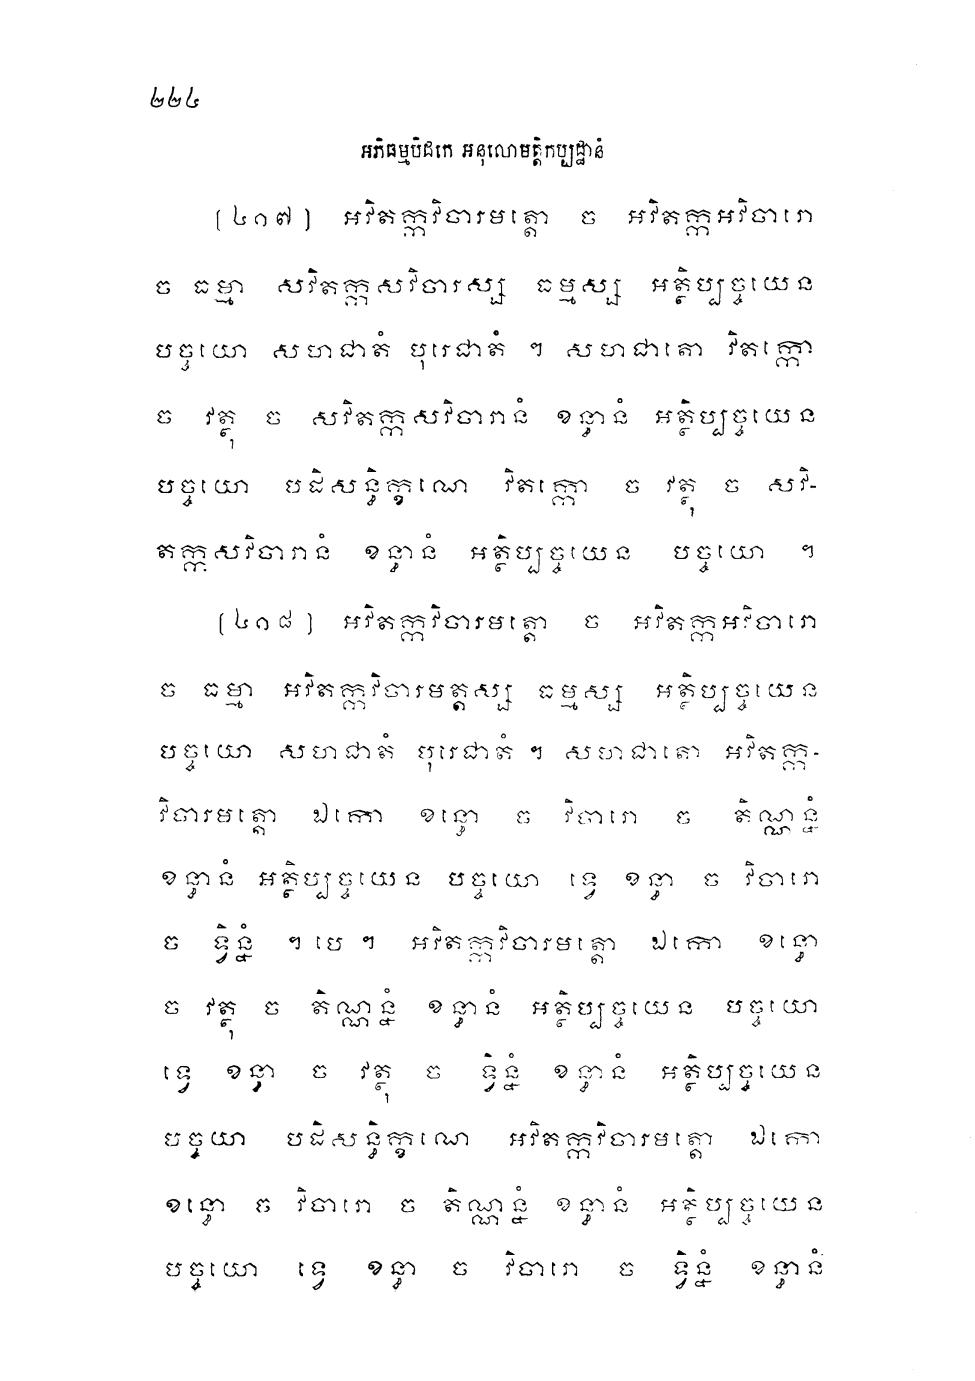 ២២៤
អភិធម្មបិដកេ អនុលោមត្តិកប្បដ្ឋានំ
[៤១៧] អវិតក្កវិចារមត្តោ ច អវិតក្កអវិចារោ
ច ធម្មា សវិតក្កសវិចារស្ស ធម្មស្ស អត្ថិប្បច្ចយេន
បច្ចយោ សហជាតំ បុរេជាតំ ។ សហជាតោ វិតក្កោ
ច វត្ថុ ច សវិតក្កសវិចារានំ ខន្ធានំ អត្ថិប្បច្ចយេន
បច្ចយោ បដិសន្ធិក្ខណេ វិតក្កោ ច វត្ថុ ច សវិ-
តក្កសវិចារានំ ខន្ធានំ អត្ថិប្បច្ចយេន បច្ចយោ ។
[៤១៨] អវិតក្កវិចារមត្តោ ច អវិតក្កអវិចារោ
ច ធម្មា អវិតក្កវិចារមត្តស្ស ធម្មស្ស អត្ថិប្បច្ចយេន
បច្ចយោ សហជាតំ បុរេជាតំ ។ សហជាតោ អវិតក្ក-
វិចារមត្តោ ឯកោ ខន្ធោ ច វិចារោ ច តិណ្ណន្នំ
ខន្ធានំ អត្ថិប្បច្ចយេន បច្ចយោ ទ្វេ ខន្ធា ច វិចារោ
ច ទ្វិន្នំ ។ បេ ។ អវិតក្កវិចារមត្តោ ឯកោ ខន្ធោ
ច វត្ថុ ច តិណ្ណន្នំ ខន្ធានំ អត្ថិប្បច្ចយេន បច្ចយោ
ទ្វេ ខន្ធា ច វត្ថុ ច ទ្វិន្នំ ខន្ធានំ អត្ថិប្បច្ចយេន
បច្ចយោ បដិសន្ធិក្ខណេ អវិតក្កវិចារមត្តោ ឯកោ
ខន្ធោ ច វិចារោ ច តិណ្ណន្នំ ខន្ធានំ អត្ថិប្បច្ចយេន
បច្ចយោ ទ្វេ ខន្ធា ច វិចារោ ច ទ្វិន្នំ ខន្ធានំ